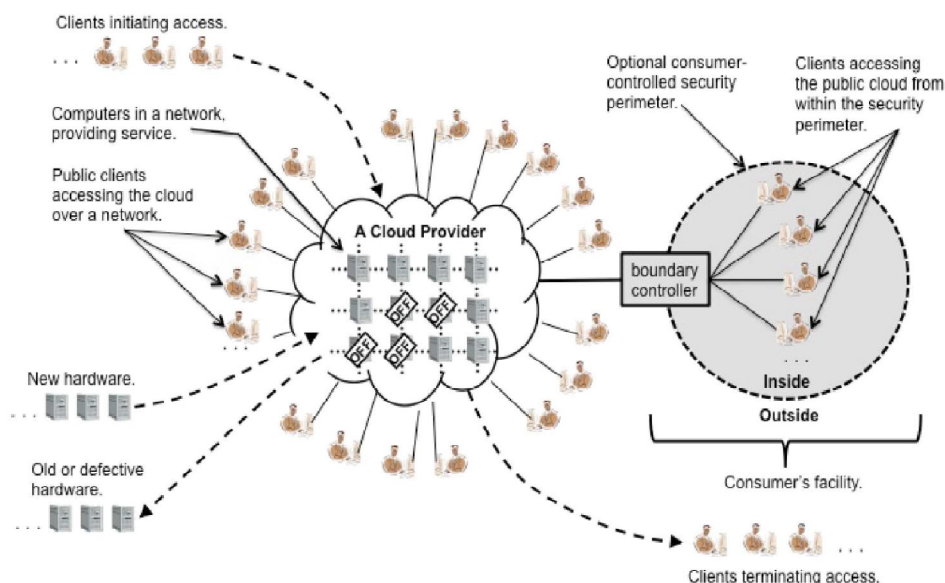 Clients initiating access.
. . .
Computers in a network,
providing service.
Public clients
accessing the cloud
over a network.
. . .
New hardware.
. . .
Old or defective
hardware.
. . .
A Cloud Provider
OFF
OFF
OFF
OFF
Optional consumer-
controlled security
perimeter.
Clients accessing
the public cloud from
within the security
perimeter.
boundary
controller
. . .
Inside
Outside
Consumer's facility.
. . .
Clients terminating access.